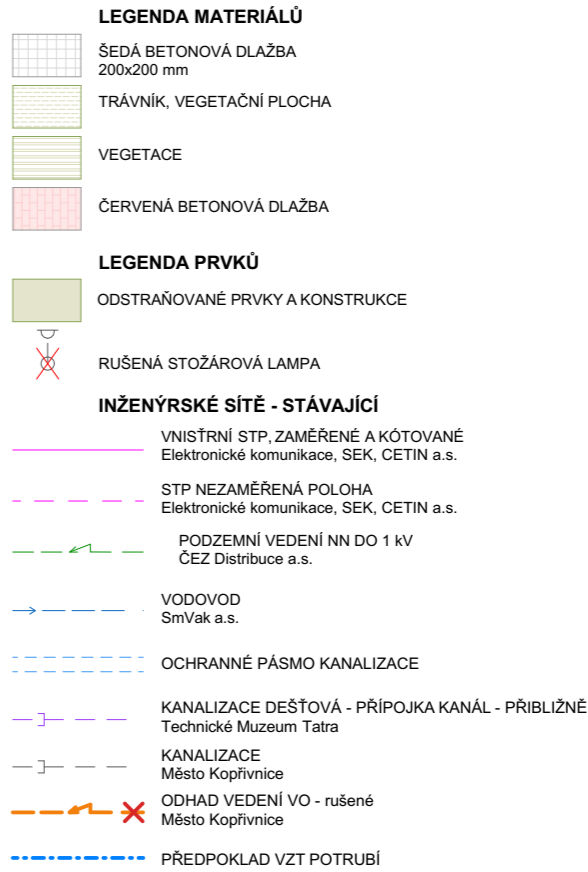 LEGENDA MATERIÁLŮ
ŠEDÁ BETONOVÁ DLAŽBA
200x200 mm
TRÁVNÍK, VEGETAČNÍ PLOCHA
VEGETACE
ČERVENÁ BETONOVÁ DLAŽBA
LEGENDA PRVKŮ
ODSTRAŇOVANÉ PRVKY A KONSTRUKCE
RUŠENÁ STOŽÁROVÁ LAMPA
INŽENÝRSKÉ SÍTĚ - STÁVAJÍCÍ
VNISŤRNÍ STP, ZAMĚŘENÉ A KÓTOVANÉ
Elektronické komunikace, SEK, CETIN a.s.
STP NEZAMĚŘENÁ POLOHA
Elektronické komunikace, SEK, CETIN a.s.
PODZEMNÍ VEDENÍ NN DO 1 kV
ČEZ Distribuce a.s.
VODOVOD
SmVak a.s.
OCHRANNÉ PÁSMO KANALIZACE
KANALIZACE DEŠŤOVÁ - PŘÍPOJKA KANÁL - PŘIBLIŽNĚ
Technické Muzeum Tatra
KANALIZACE
Město Kopřivnice
ODHAD VEDENÍ VO - rušené
Město Kopřivnice
PŘEDPOKLAD VZT POTRUBÍ